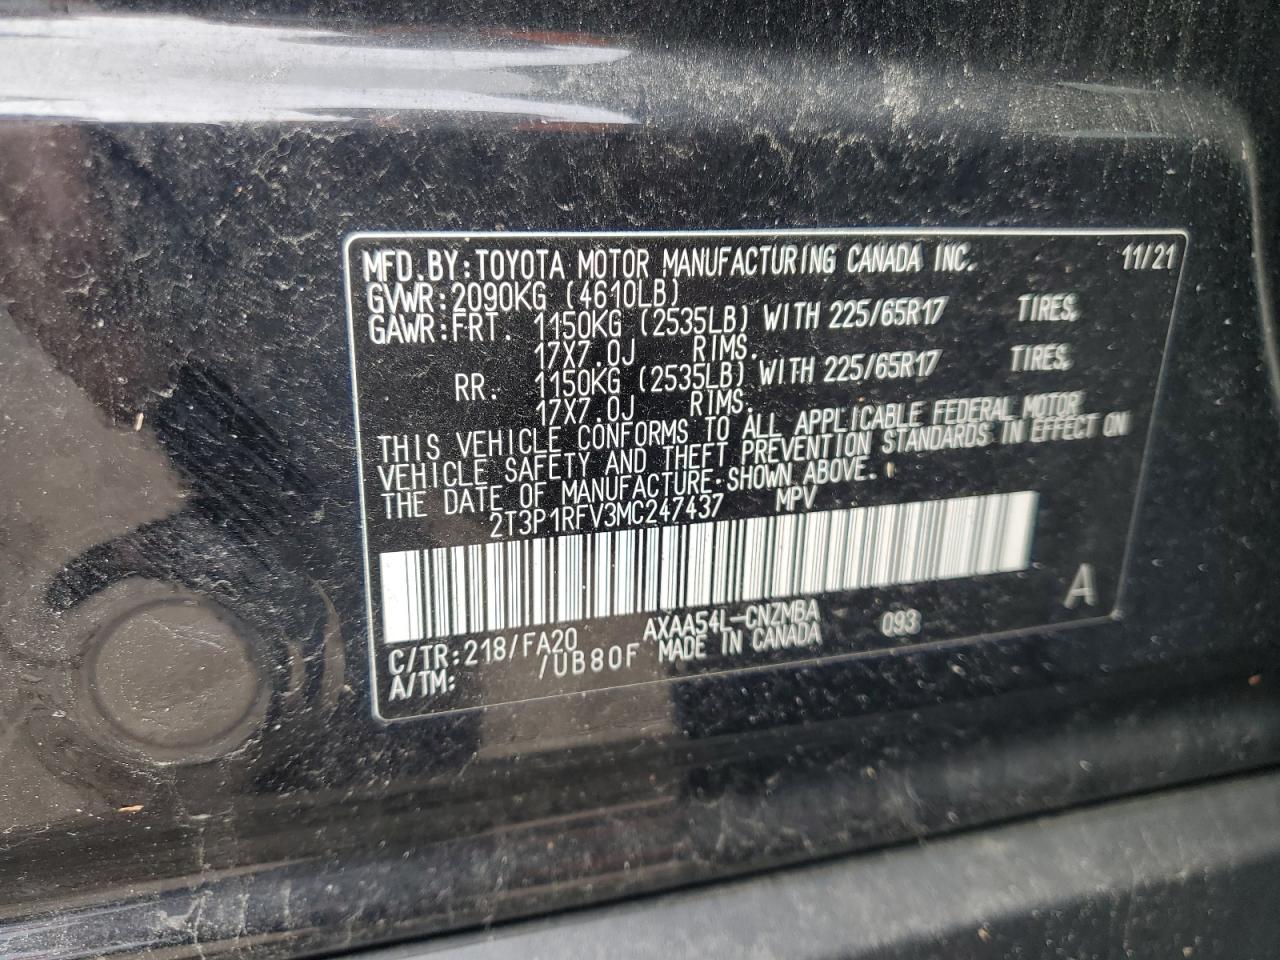 MFD.BY:TOYOTA MOTOR MANUFACTURING CANADA INC. 11/21
GVWR:2090KG (4610LB)
GAWR:FRT. 1150KG (2535LB) WITH 225/65R17 TIRES,
17X7.0J RIMS.
RR. 1150KG (2535LB) WITH 225/65R17 TIRES,
17X7.0J RIMS.
THIS VEHICLE CONFORMS TO ALL APPLICABLE FEDERAL MOTOR
VEHICLE SAFETY AND THEFT PREVENTION STANDARDS IN EFFECT ON
THE DATE OF MANUFACTURE SHOWN ABOVE.
2T3P1RFV3MC247437 MPV
C/TR:218/FA20 AXAA54L-CNZMBA 093 A
A/TM: /UB80F MADE IN CANADA